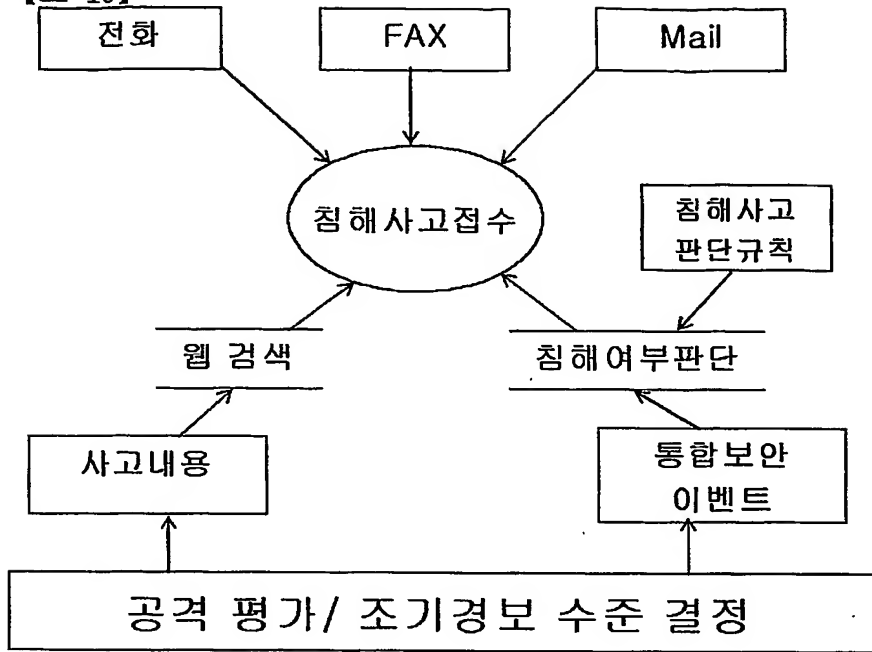 전화
FAX
Mail
침해사고접수
침해사고
판단규칙
웹 검색
침해여부판단
사고내용
통합보안
이벤트
공격 평가/ 조기경보 수준 결정